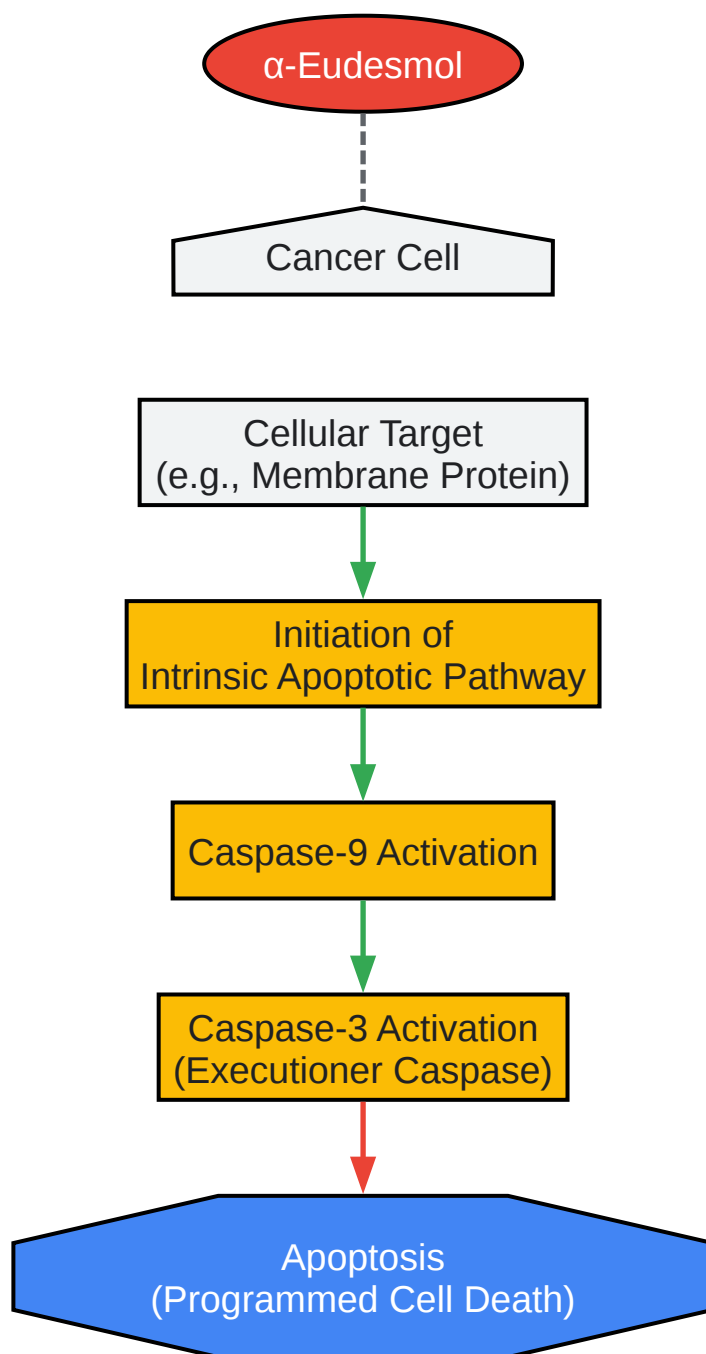 α-Eudesmol
Cancer Cell
Cellular Target
(e.g., Membrane Protein)
Initiation of
Intrinsic Apoptotic Pathway
Caspase-9 Activation
Caspase-3 Activation
(Executioner Caspase)
Apoptosis
(Programmed Cell Death)